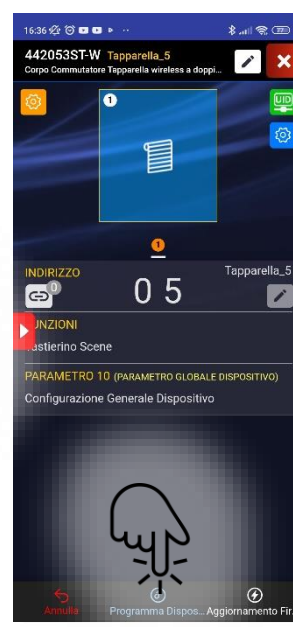 16:36
442053ST-W Tapparella_5
Corpo Commutatore Tapparella wireless a doppi...
1
UID
1
INDIRIZZO
0
0 5
Tapparella_5
UNZIONI
astierino Scene
PARAMETRO 10 (PARAMETRO GLOBALE DISPOSITIVO)
Configurazione Generale Dispositivo
Annulla
Programma Dispos...
Aggiornamento Fir.